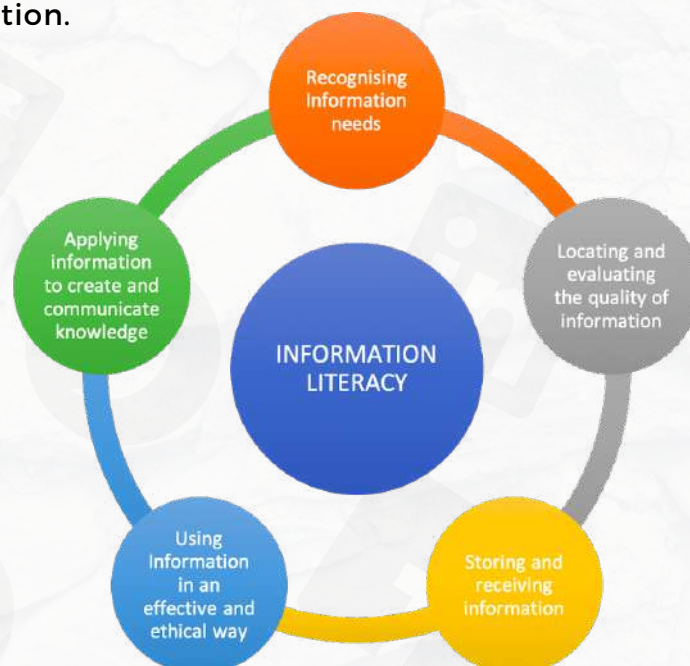 tion.
Recognising
Information
needs
Locating and
evaluating
the quality of
information
Storing and
receiving
information
Using
Information
in an
effective and
ethical way
Applying
information
to create and
communicate
knowledge
INFORMATION
LITERACY